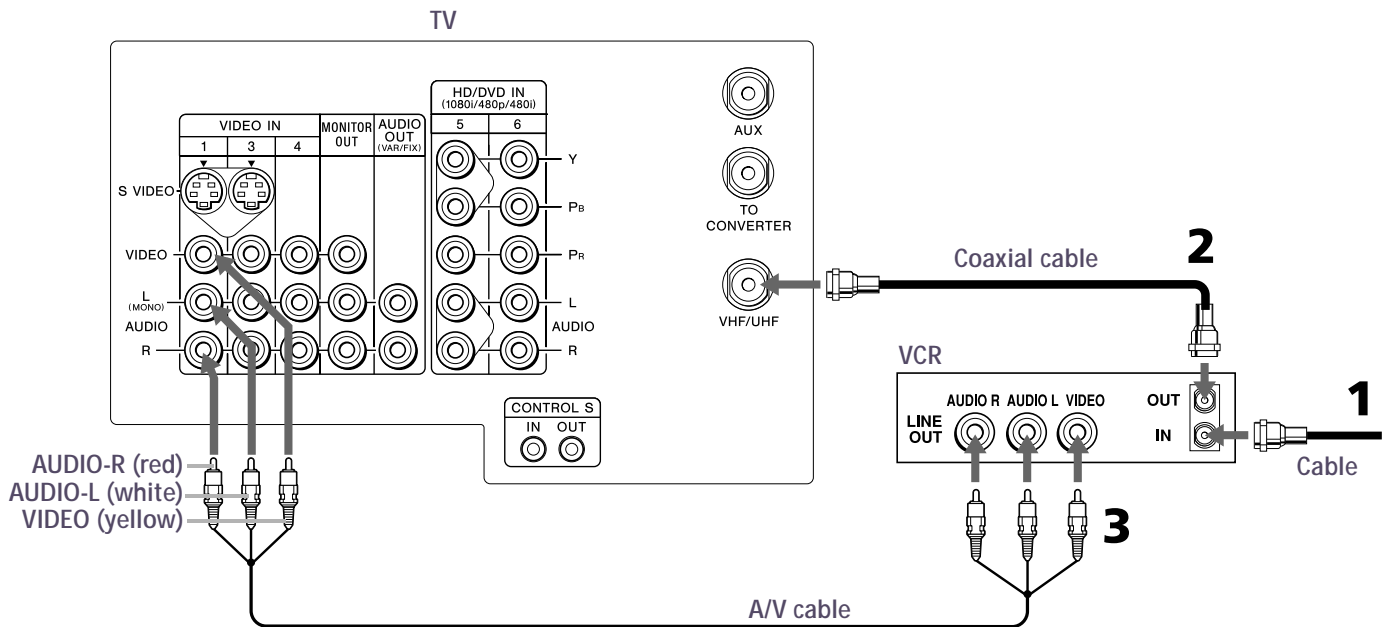 TV
HD/DVD IN
(1080i/480p/480i)
5 6
VIDEO IN
1 3 4
MONITOR
OUT
AUDIO
OUT
(VAR/FIX)
S VIDEO
VIDEO
L
(MONO)
AUDIO
R
Y
PB
PR
L
AUDIO
R
AUX
TO
CONVERTER
VHF/UHF
CONTROL S
IN OUT
Coaxial cable
2
VCR
AUDIO R AUDIO L VIDEO
LINE
OUT
OUT
IN
1
Cable
AUDIO-R (red)
AUDIO-L (white)
VIDEO (yellow)
3
A/V cable